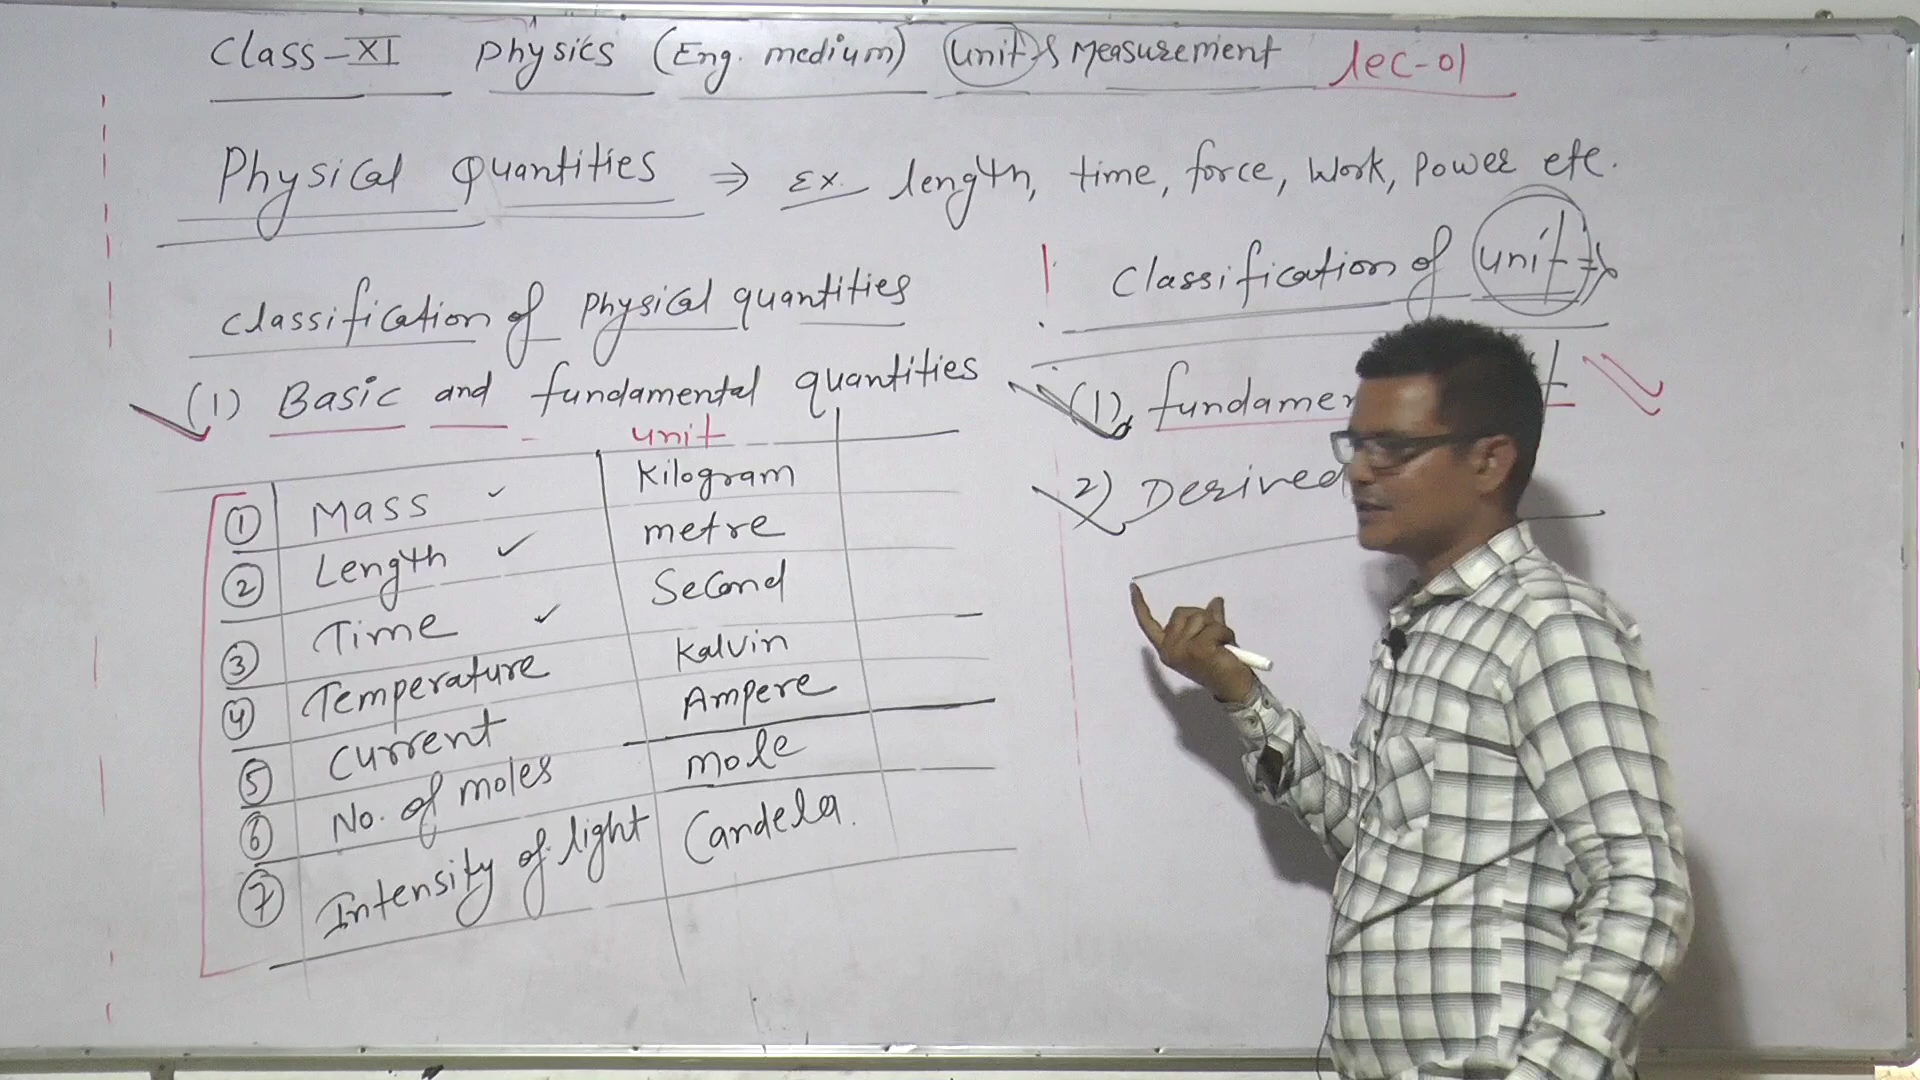 Class-XI Physics (Eng. medium) Unit & Measurement Lec-01
Physical Quantities ⇒ Ex. length, time, force, Work, Power etc.
Classification of Physical quantities
(1) Basic and fundamental quantities
unit
① Mass ✓ Kilogram
② Length ✓ metre
③ Time ✓ Second
④ Temperature Kalvin
⑤ Current Ampere
⑥ No. of moles mole
⑦ Intensity of light Candela.
Classification of unit ⇒
(1) fundamen
2) Derived